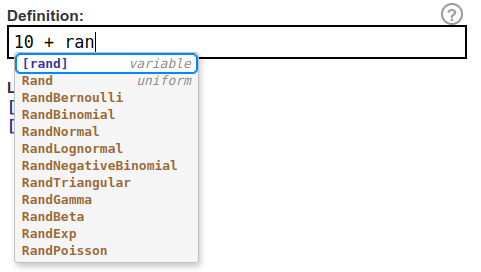 Definition:
?
10 + ran
[rand] variable
Rand uniform
RandBernoulli
RandBinomial
RandNormal
RandLognormal
RandNegativeBinomial
RandTriangular
RandGamma
RandBeta
RandExp
RandPoisson
L
[
[